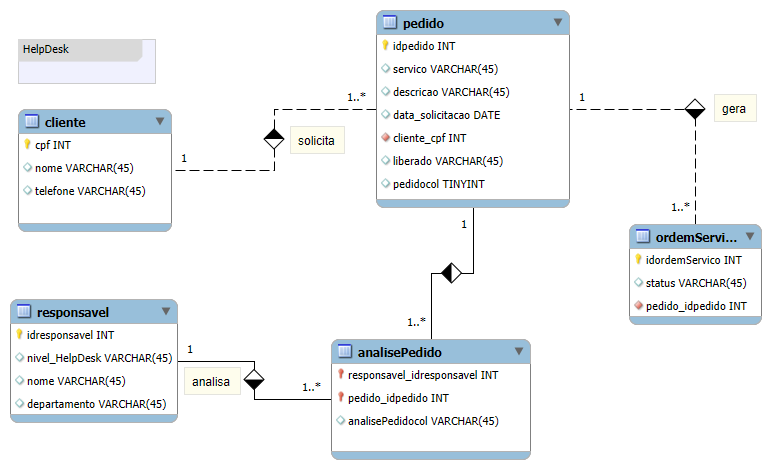 HelpDesk
cliente
cpf INT
nome VARCHAR(45)
telefone VARCHAR(45)
1
solicita
1..*
pedido
idpedido INT
servico VARCHAR(45)
descricao VARCHAR(45)
data_solicitacao DATE
cliente_cpf INT
liberado VARCHAR(45)
pedidocol TINYINT
1
gera
1..*
ordemServi...
idordemServico INT
status VARCHAR(45)
pedido_idpedido INT
1
1..*
responsavel
idresponsavel INT
nivel_HelpDesk VARCHAR(45)
nome VARCHAR(45)
departamento VARCHAR(45)
1
analisa
1..*
analisePedido
responsavel_idresponsavel INT
pedido_idpedido INT
analisePedidocol VARCHAR(45)